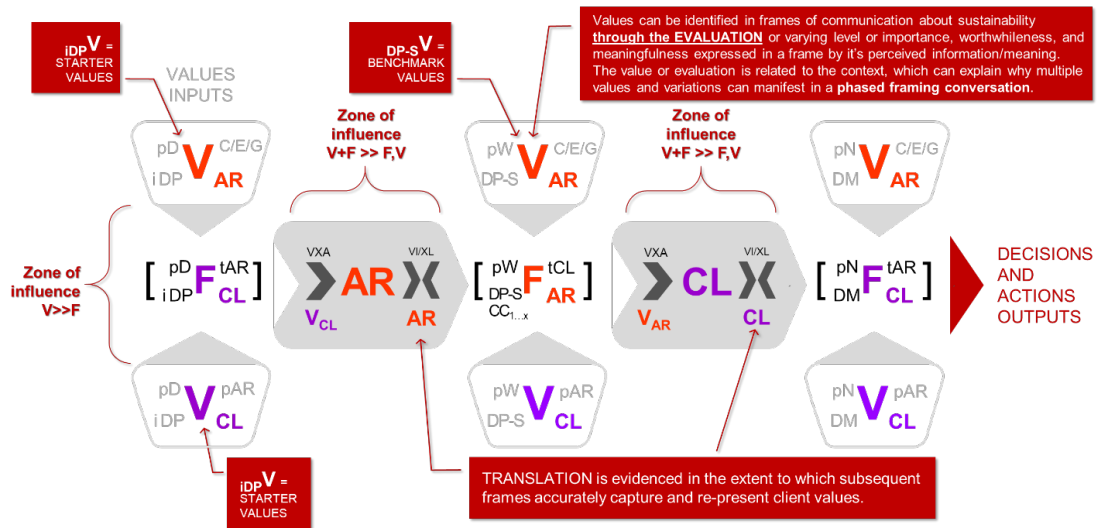 iDPV =
STARTER
VALUES
VALUES
INPUTS
DP-SV =
BENCHMARK
VALUES
Values can be identified in frames of communication about sustainability
through the EVALUATION or varying level or importance, worthwhileness, and
meaningfulness expressed in a frame by it's perceived information/meaning.
The value or evaluation is related to the context, which can explain why multiple
values and variations can manifest in a phased framing conversation.
Zone of
influence
V+F >> F,V
Zone of
influence
V+F >> F,V
pD V C/E/G
iDP AR
pW V C/E/G
DP-S AR
pN V C/E/G
DM AR
Zone of
influence
V>>F
[ pD F tAR ]
iDP CL
VXA
AR
VI/XL
VCL
AR
[ pW F tCL ]
DP-S AR
CC1...x
VXA
CL
VI/XL
VAR
CL
[ pN F tAR ]
DM CL
DECISIONS
AND
ACTIONS
OUTPUTS
pD V pAR
iDP CL
pW V pAR
DP-S CL
pN V pAR
DM CL
iDPV =
STARTER
VALUES
TRANSLATION is evidenced in the extent to which subsequent
frames accurately capture and re-present client values.